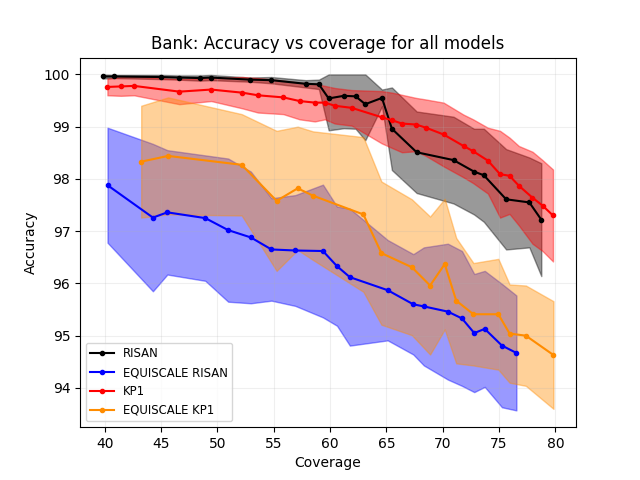 Bank: Accuracy vs coverage for all models
100
99
98
97
96
95
94
Accuracy
RISAN
EQUISCALE RISAN
KP1
EQUISCALE KP1
40 45 50 55 60 65 70 75 80
Coverage